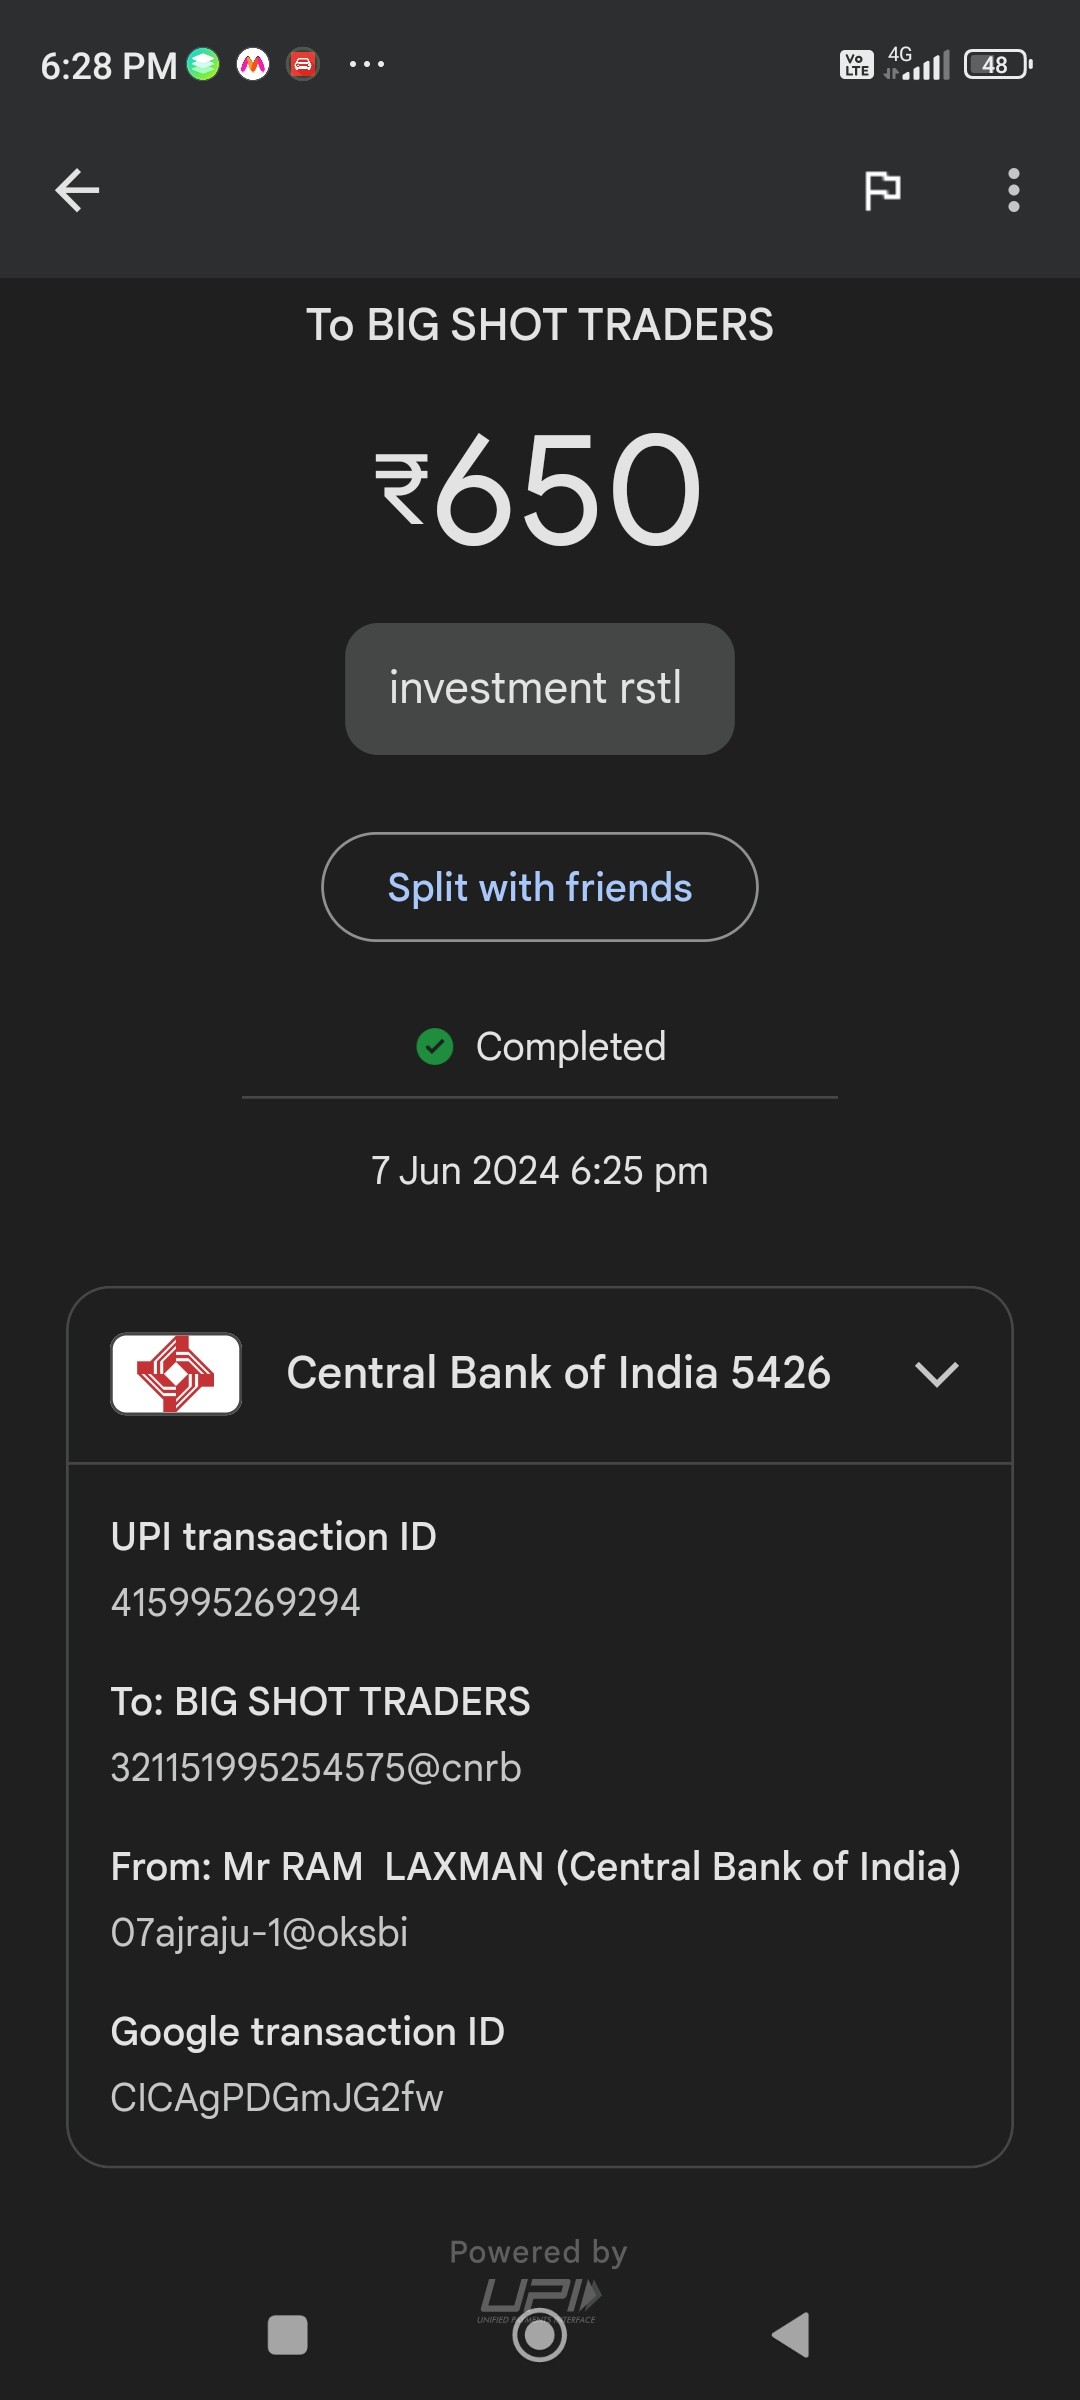 6:28 PM
Vo LTE
4G
48
To BIG SHOT TRADERS
₹650
investment rstl
Split with friends
Completed
7 Jun 2024 6:25 pm
Central Bank of India 5426
UPI transaction ID
415995269294
To: BIG SHOT TRADERS
321151995254575@cnrb
From: Mr RAM  LAXMAN (Central Bank of India)
07ajraju-1@oksbi
Google transaction ID
CICAgPDGmJG2fw
Powered by
UPI
UNIFIED PAYMENTS INTERFACE